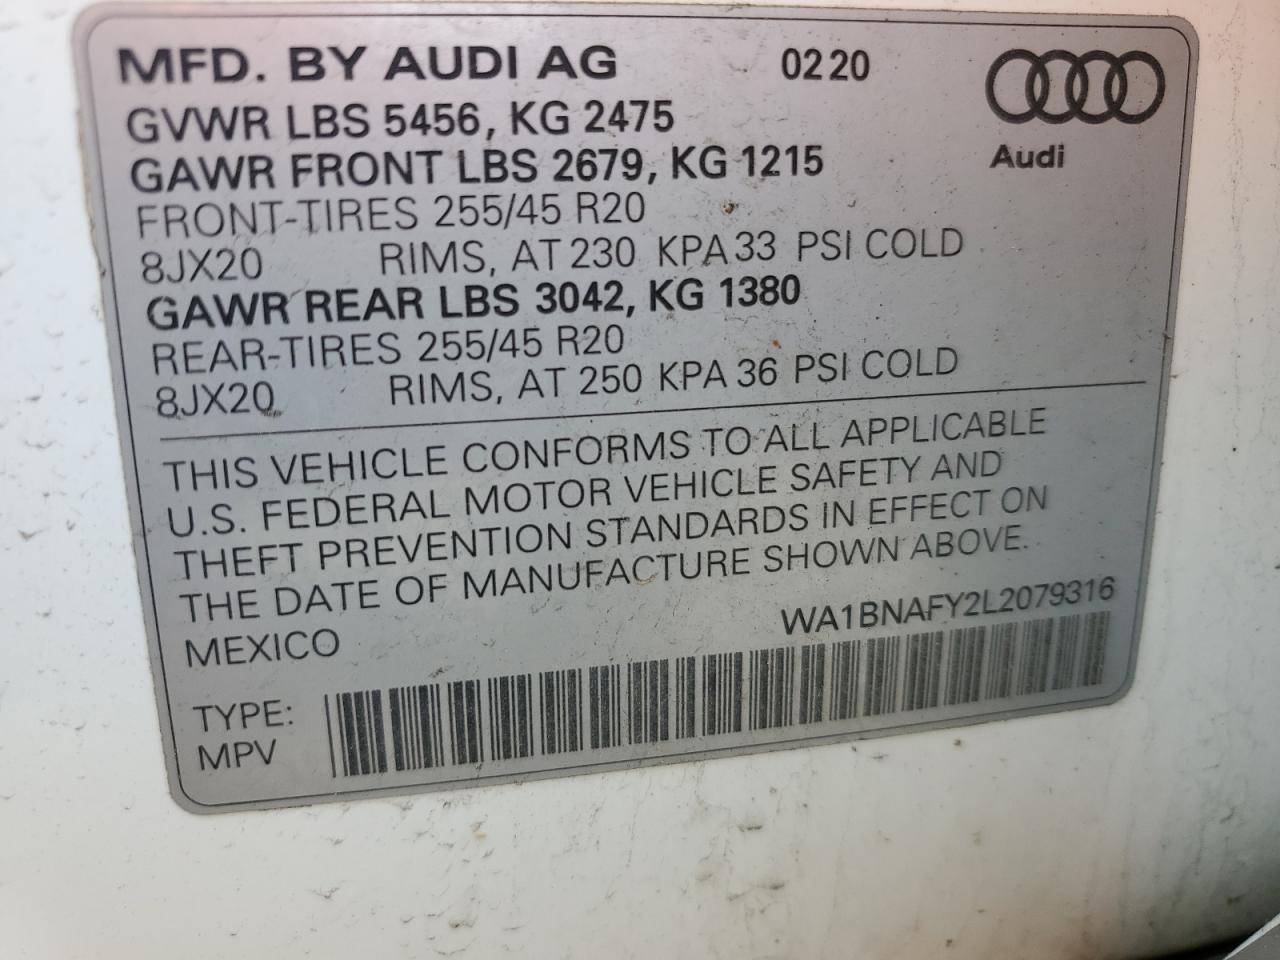 MFD. BY AUDI AG 02 20
GVWR LBS 5456, KG 2475
GAWR FRONT LBS 2679, KG 1215
Audi
FRONT-TIRES 255/45 R20
8JX20 RIMS, AT 230 KPA 33 PSI COLD
GAWR REAR LBS 3042, KG 1380
REAR-TIRES 255/45 R20
8JX20 RIMS, AT 250 KPA 36 PSI COLD
THIS VEHICLE CONFORMS TO ALL APPLICABLE
U.S. FEDERAL MOTOR VEHICLE SAFETY AND
THEFT PREVENTION STANDARDS IN EFFECT ON
THE DATE OF MANUFACTURE SHOWN ABOVE.
MEXICO WA1BNAFY2L2079316
TYPE:
MPV